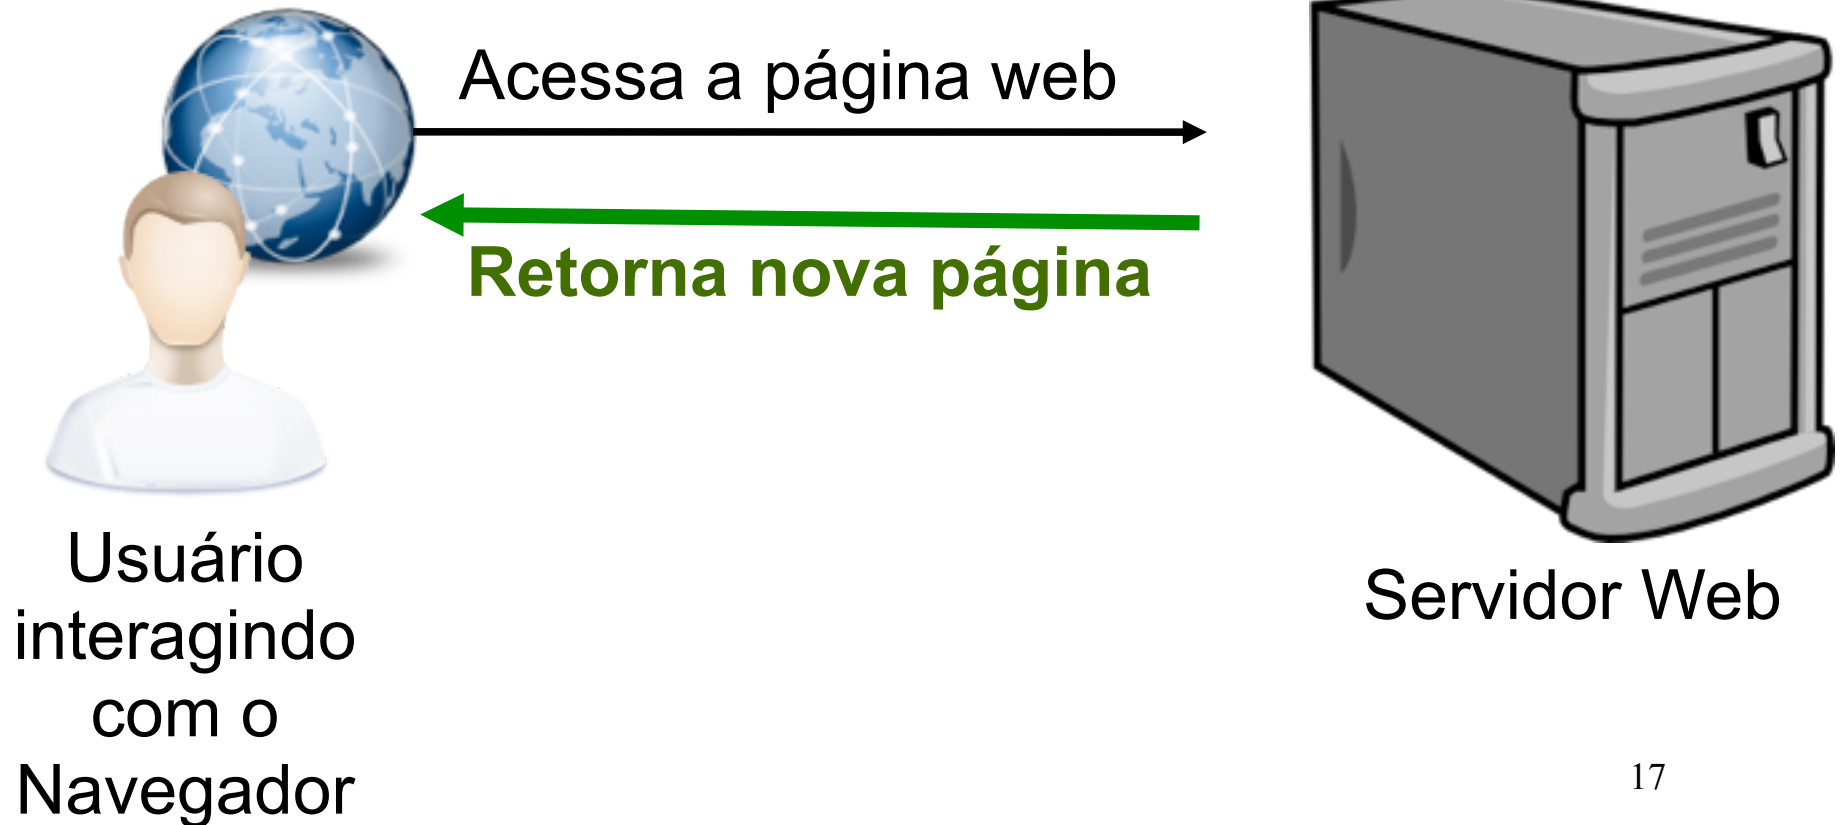 Acessa a página web
Retorna nova página
Usuário
interagindo
com o
Navegador
Servidor Web
17